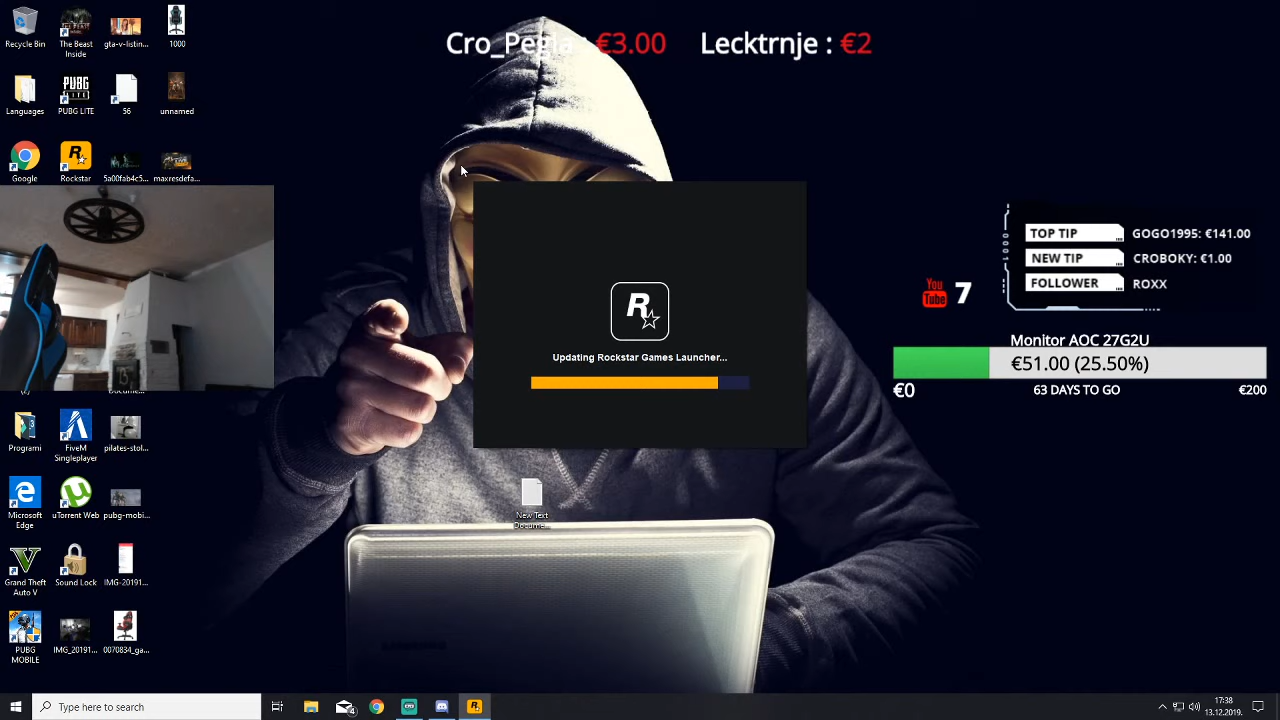 Cro_Pegla : €3.00 Lecktrnje : €2
Recycle Bin
The Beast Inside
gta-v-listin...
1000
Languages
PUBG LITE
56
unnamed
Google
Rockstar
5a00fab4c5...
maxresdefa...
TOP TIP GOGO1995: €141.00
NEW TIP CROBOKY: €1.00
FOLLOWER ROXX
0001
You Tube 7
Updating Rockstar Games Launcher...
Monitor AOC 27G2U
€51.00 (25.50%)
€0 63 DAYS TO GO €200
Programi
FiveM Singleplayer
pilates-stol...
Microsoft Edge
uTorrent Web
pubg-mobi...
New Text Docume...
Grand Theft Auto V
Sound Lock
IMG-20191...
PUBG MOBILE
IMG_20191...
0070834_ga...
Type here to search
17:38
13.12.2019.